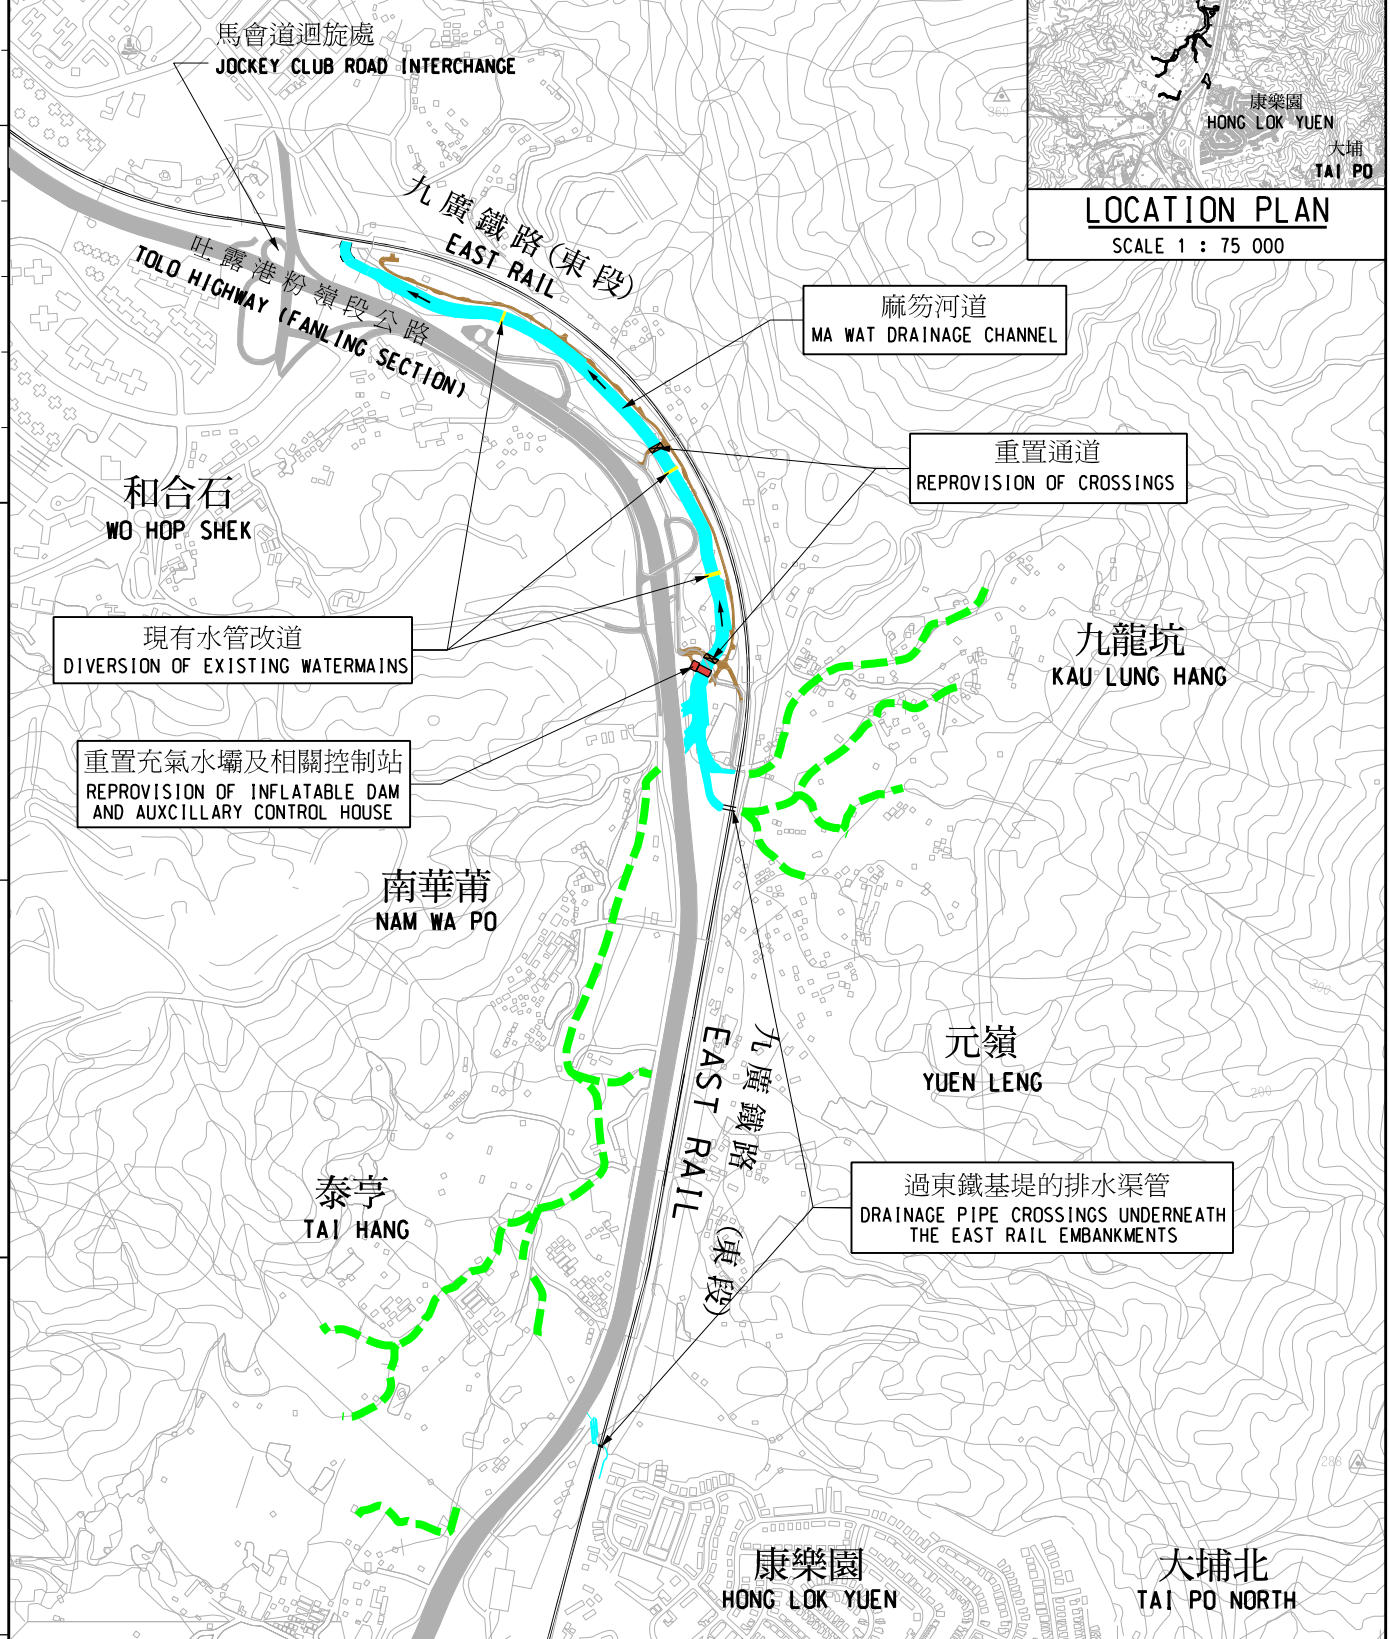 馬會道迴旋處
JOCKEY CLUB ROAD INTERCHANGE
康樂園
HONG LOK YUEN
大埔
TAI PO
LOCATION PLAN
SCALE 1 : 75 000
九廣鐵路(東段)
EAST RAIL
吐露港粉嶺段公路
TOLO HIGHWAY (FANLING SECTION)
麻笏河道
MA WAT DRAINAGE CHANNEL
重置通道
REPROVISION OF CROSSINGS
和合石
WO HOP SHEK
現有水管改道
DIVERSION OF EXISTING WATERMAINS
九龍坑
KAU LUNG HANG
重置充氣水壩及相關控制站
REPROVISION OF INFLATABLE DAM
AND AUXCILLARY CONTROL HOUSE
南華莆
NAM WA PO
九廣鐵路(東段)
EAST RAIL
元嶺
YUEN LENG
300
200
泰亨
TAI HANG
過東鐵基堤的排水渠管
DRAINAGE PIPE CROSSINGS UNDERNEATH
THE EAST RAIL EMBANKMENTS
康樂園
HONG LOK YUEN
大埔北
TAI PO NORTH